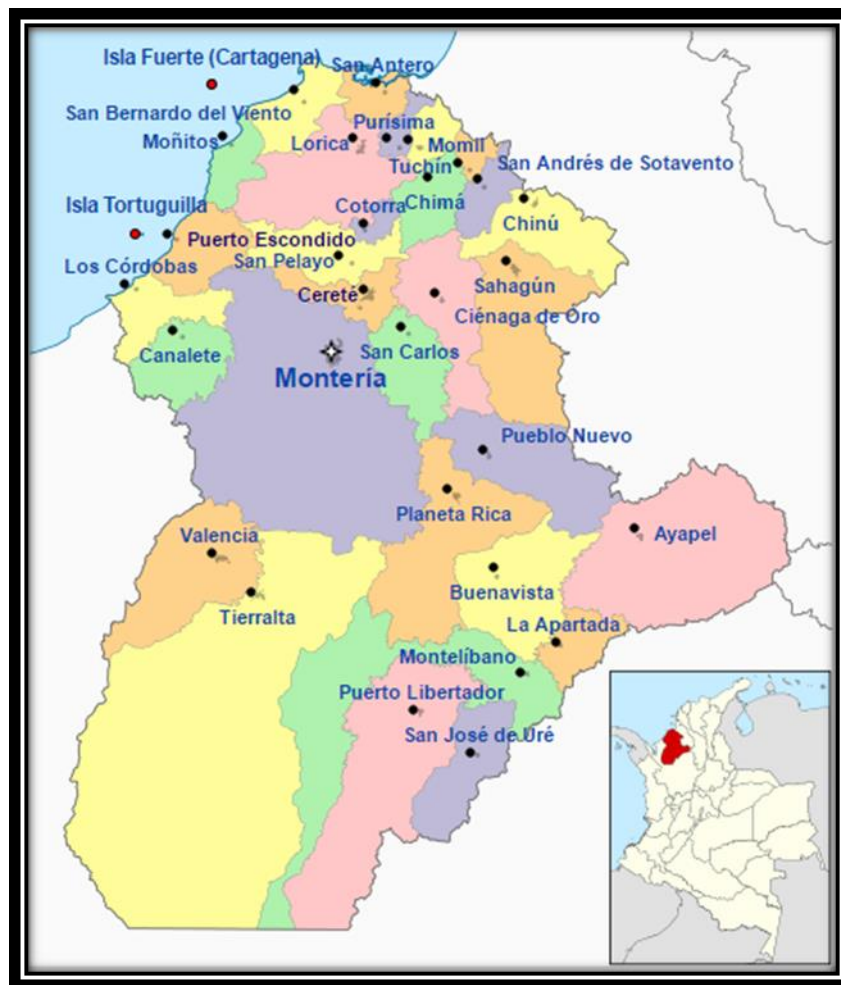 Isla Fuerte (Cartagena)
San Antero
San Bernardo del Viento
Purísima
Moñitos
Lorica
Momil
Tuchín
San Andrés de Sotavento
Isla Tortuguilla
Cotorra
Chimá
Chinú
Puerto Escondido
San Pelayo
Los Córdobas
Sahagún
Cereté
Ciénaga de Oro
Canalete
San Carlos
Montería
Pueblo Nuevo
Planeta Rica
Valencia
Ayapel
Buenavista
Tierralta
La Apartada
Montelíbano
Puerto Libertador
San José de Uré